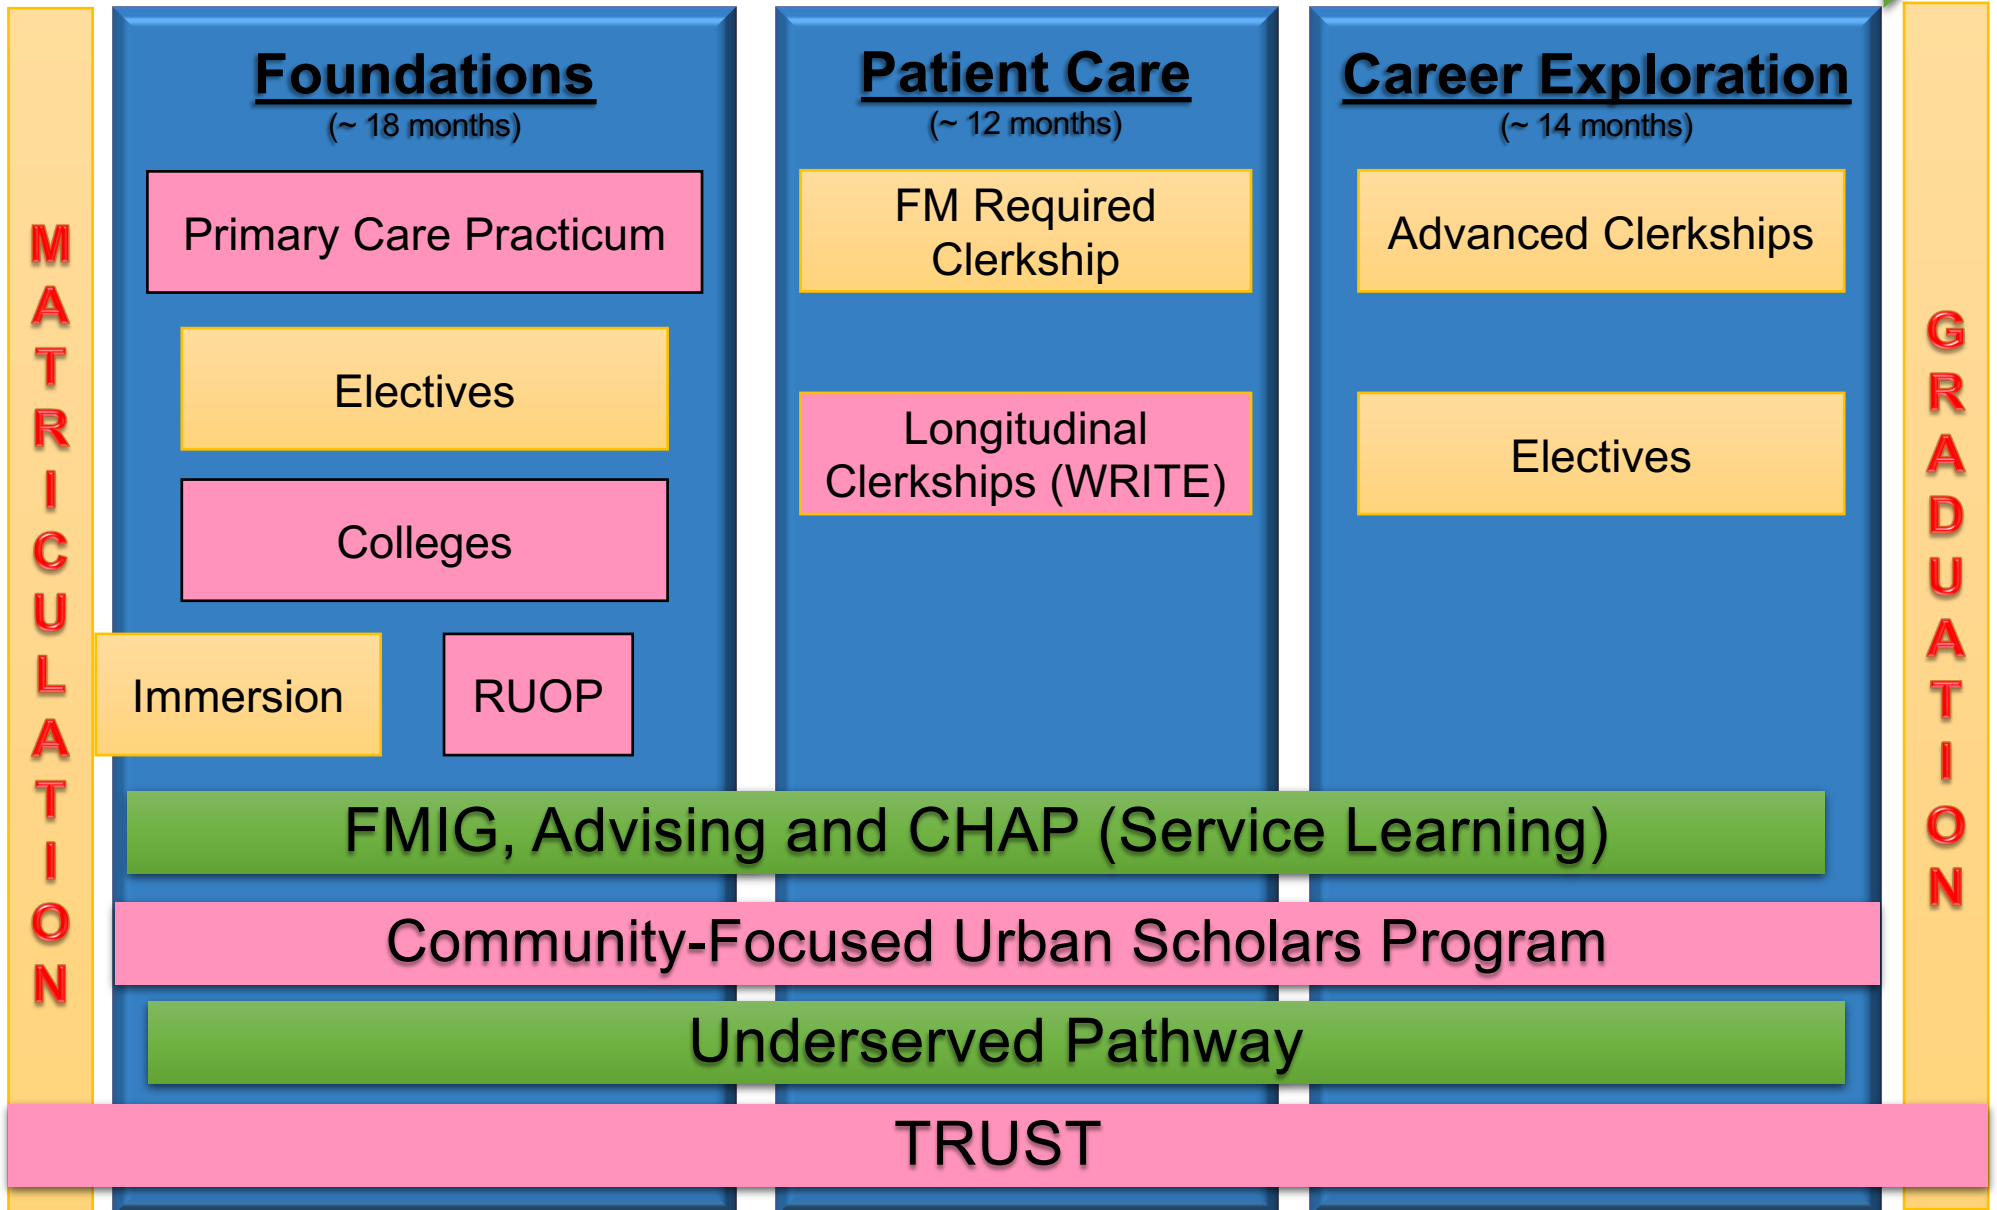 MATRICULATION
Foundations
(~ 18 months)
Primary Care Practicum
Electives
Colleges
Immersion
RUOP
Patient Care
(~ 12 months)
FM Required
Clerkship
Longitudinal
Clerkships (WRITE)
Career Exploration
(~ 14 months)
Advanced Clerkships
Electives
GRADUATION
FMIG, Advising and CHAP (Service Learning)
Community-Focused Urban Scholars Program
Underserved Pathway
TRUST